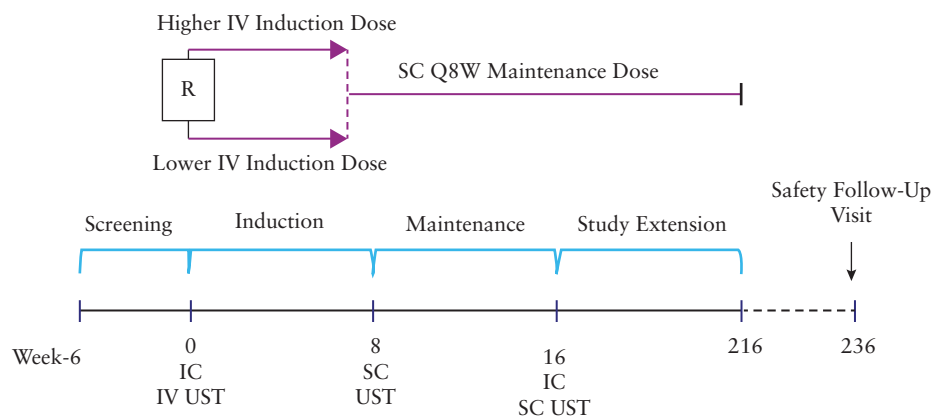 Higher IV Induction Dose
R
SC Q8W Maintenance Dose
Lower IV Induction Dose
Safety Follow-Up
Visit
Screening
Induction
Maintenance
Study Extension
Week-6
0
IC
IV UST
8
SC
UST
16
IC
SC UST
216
236